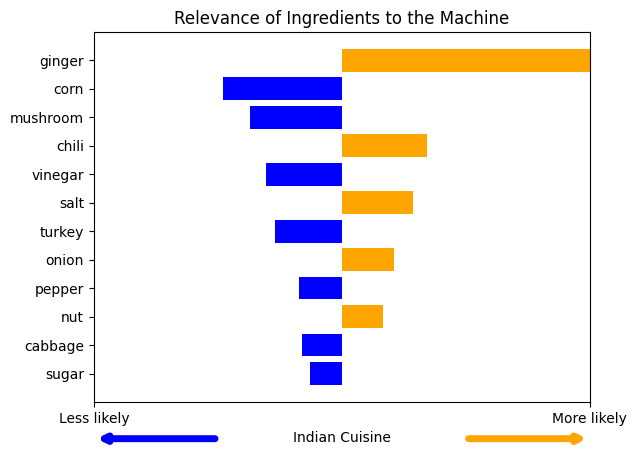 Relevance of Ingredients to the Machine
ginger
corn
mushroom
chili
vinegar
salt
turkey
onion
pepper
nut
cabbage
sugar
Less likely
More likely
Indian Cuisine